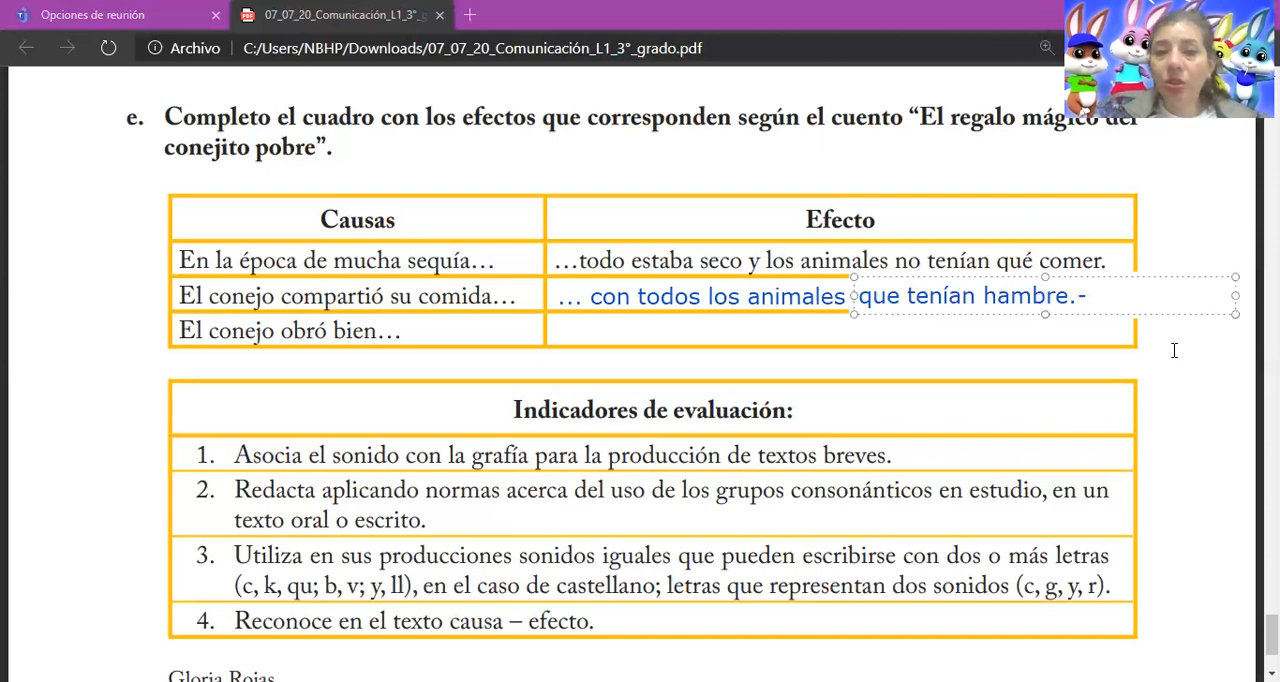 Opciones de reunión
07_07_20_Comunicación_L1_3°_g
Archivo C:/Users/NBHP/Downloads/07_07_20_Comunicación_L1_3°_grado.pdf
e. Completo el cuadro con los efectos que corresponden según el cuento “El regalo mágico del
conejito pobre”.
Causas Efecto
En la época de mucha sequía… …todo estaba seco y los animales no tenían qué comer.
El conejo compartió su comida… ... con todos los animales que tenían hambre.-
El conejo obró bien…
Indicadores de evaluación:
1. Asocia el sonido con la grafía para la producción de textos breves.
2. Redacta aplicando normas acerca del uso de los grupos consonánticos en estudio, en un
texto oral o escrito.
3. Utiliza en sus producciones sonidos iguales que pueden escribirse con dos o más letras
(c, k, qu; b, v; y, ll), en el caso de castellano; letras que representan dos sonidos (c, g, y, r).
4. Reconoce en el texto causa – efecto.
Gloria Rojas